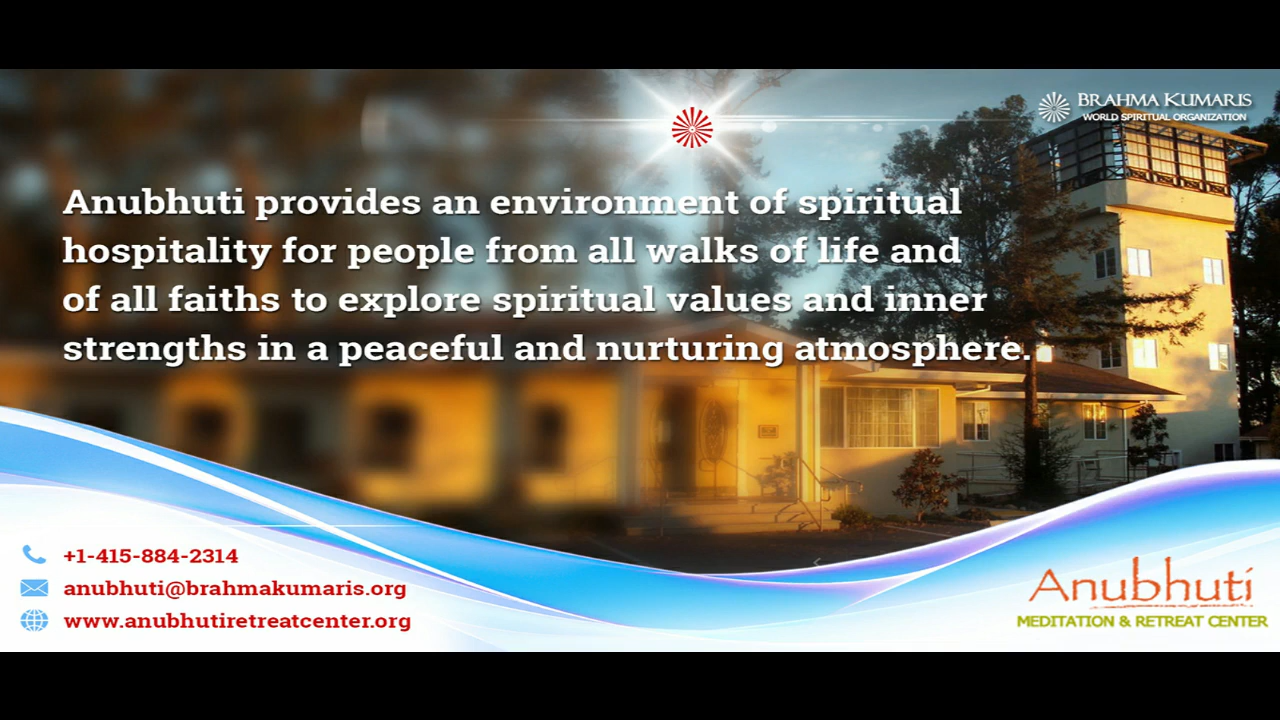 BRAHMA KUMARIS
WORLD SPIRITUAL ORGANIZATION
Anubhuti provides an environment of spiritual
hospitality for people from all walks of life and
of all faiths to explore spiritual values and inner
strengths in a peaceful and nurturing atmosphere.
+1-415-884-2314
anubhuti@brahmakumaris.org
www.anubhutiretreatcenter.org
Anubhuti
MEDITATION & RETREAT CENTER